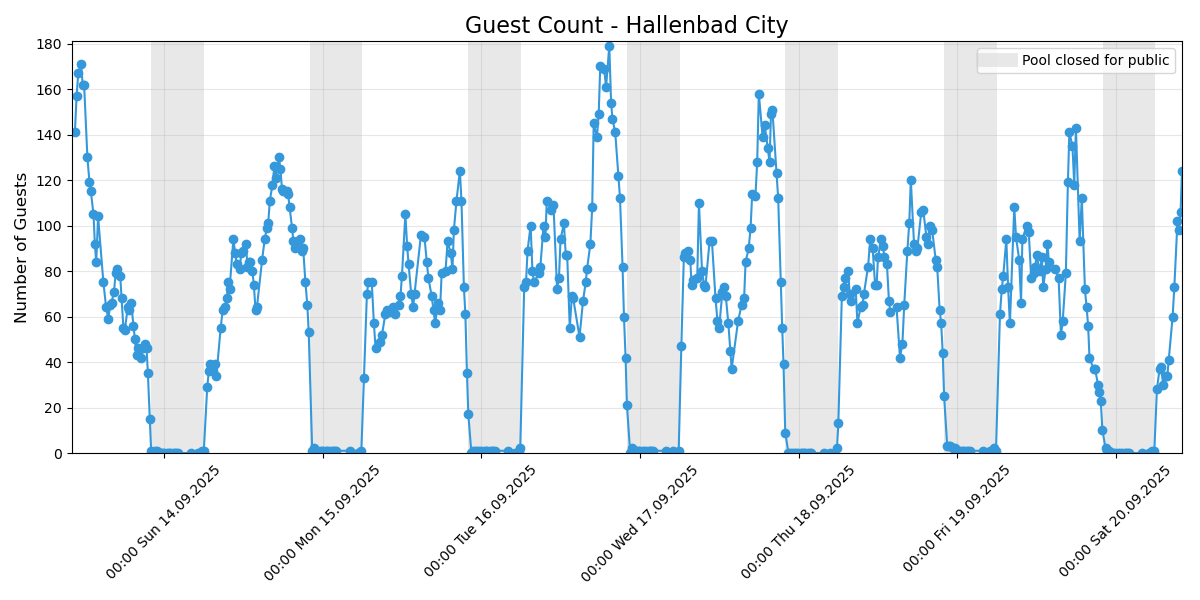 Guest Count - Hallenbad City
Pool closed for public
Number of Guests
180
160
140
120
100
80
60
40
20
0
00:00 Sun 14.09.2025
00:00 Mon 15.09.2025
00:00 Tue 16.09.2025
00:00 Wed 17.09.2025
00:00 Thu 18.09.2025
00:00 Fri 19.09.2025
00:00 Sat 20.09.2025